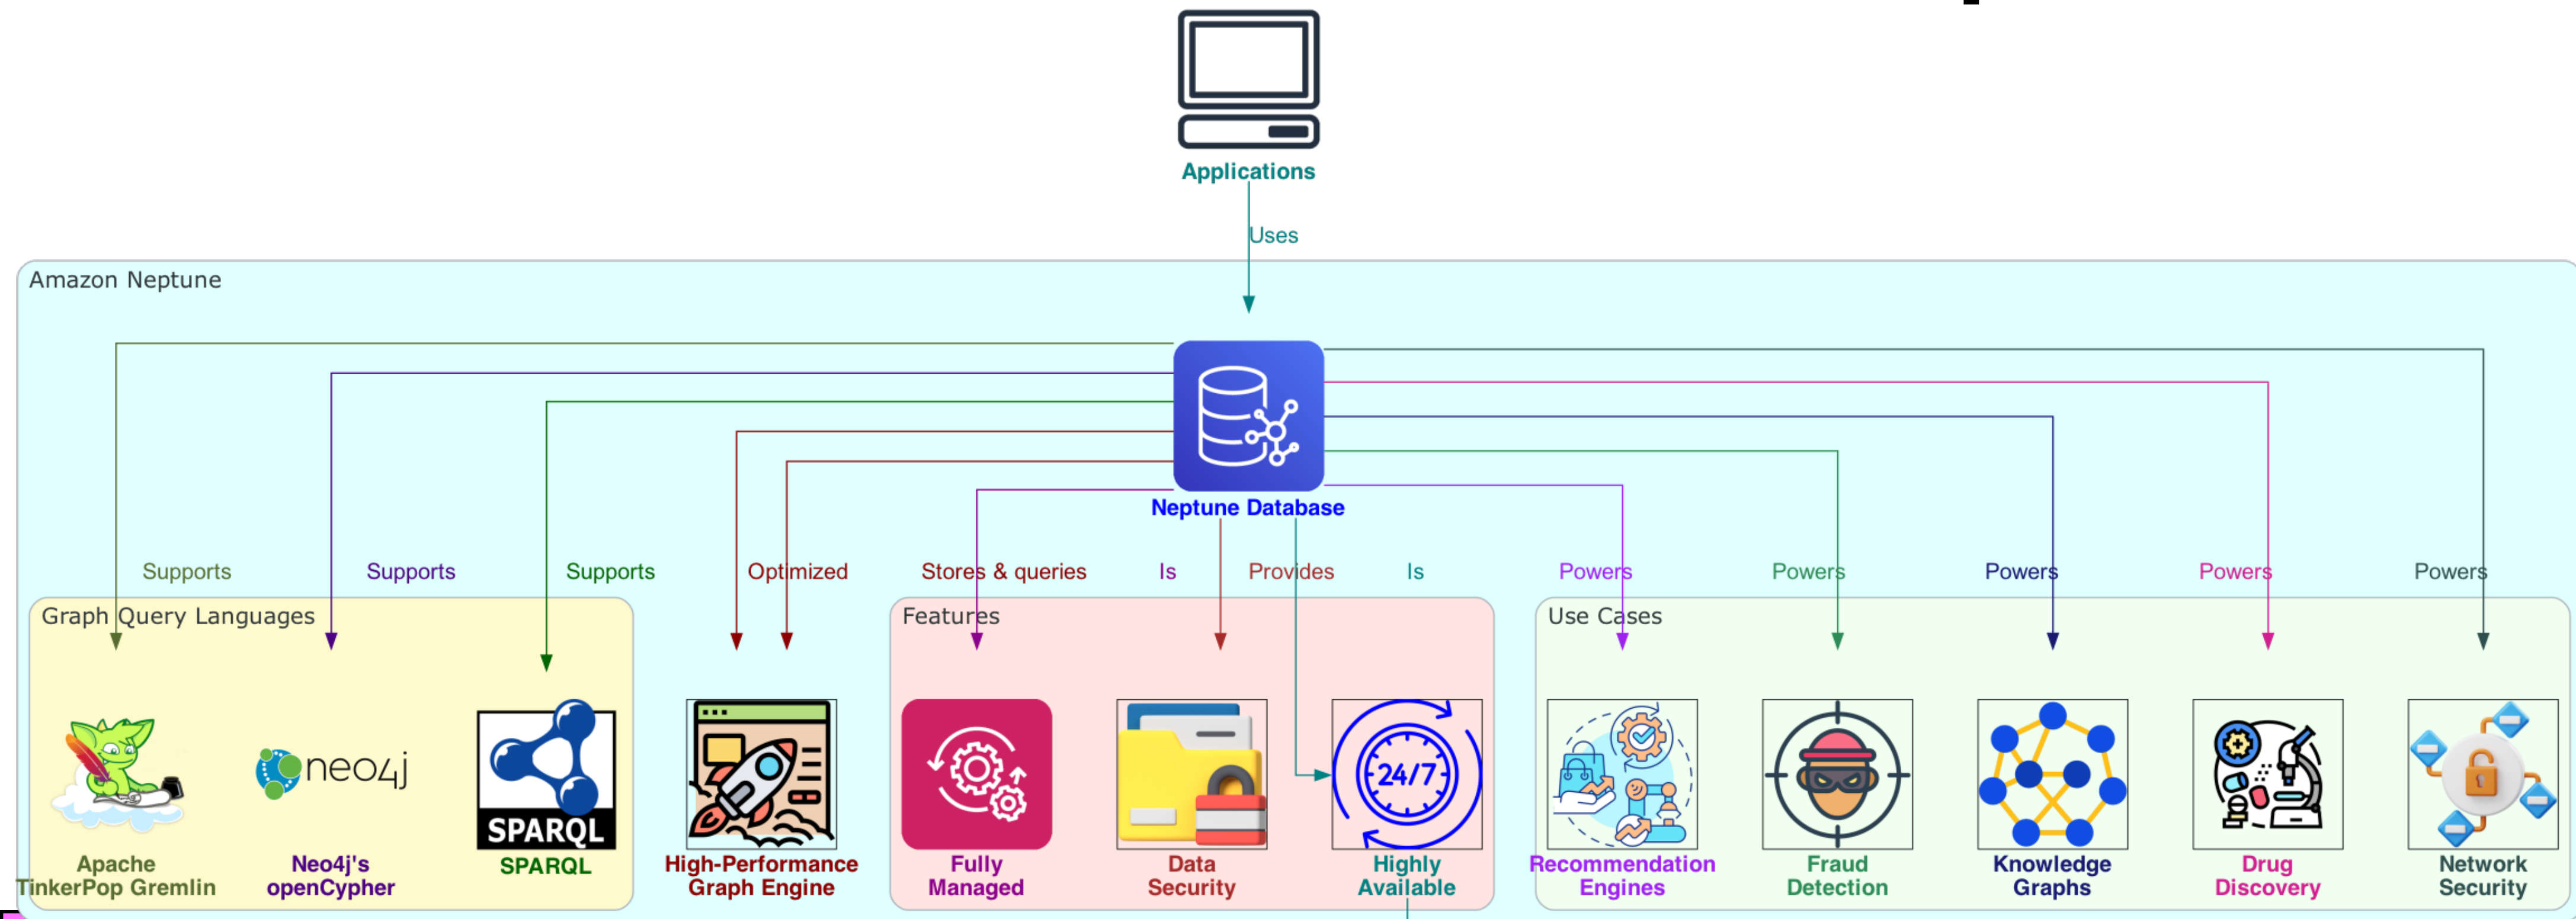 Applications
Uses
Amazon Neptune
Neptune Database
Supports
Supports
Supports
Optimized
Stores & queries
Is
Provides
Is
Powers
Powers
Powers
Powers
Powers
Graph Query Languages
Features
Use Cases
neo4j
SPARQL
24/7
Apache
TinkerPop Gremlin
Neo4j's
openCypher
SPARQL
High-Performance
Graph Engine
Fully
Managed
Data
Security
Highly
Available
Recommendation
Engines
Fraud
Detection
Knowledge
Graphs
Drug
Discovery
Network
Security